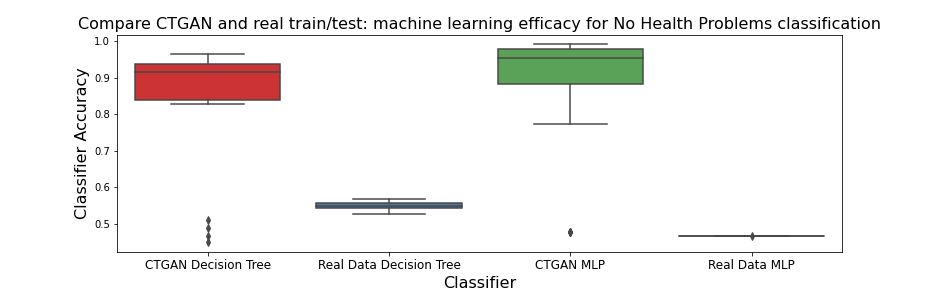 Compare CTGAN and real train/test: machine learning efficacy for No Health Problems classification
1.0
0.9
0.8
0.7
0.6
0.5
Classifier Accuracy
CTGAN Decision Tree
Real Data Decision Tree
CTGAN MLP
Real Data MLP
Classifier